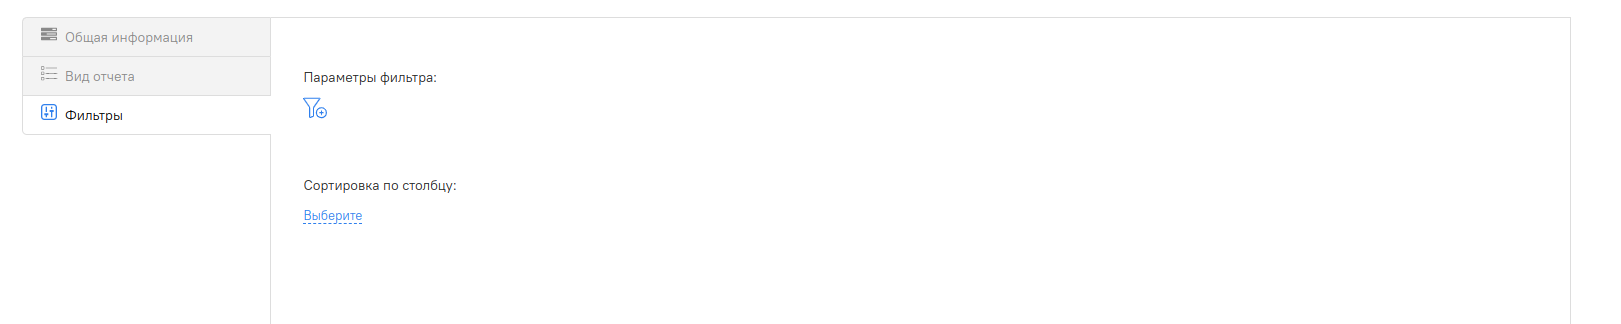 Общая информация
Вид отчета
Фильтры
Параметры фильтра:
Сортировка по столбцу:
Выберите